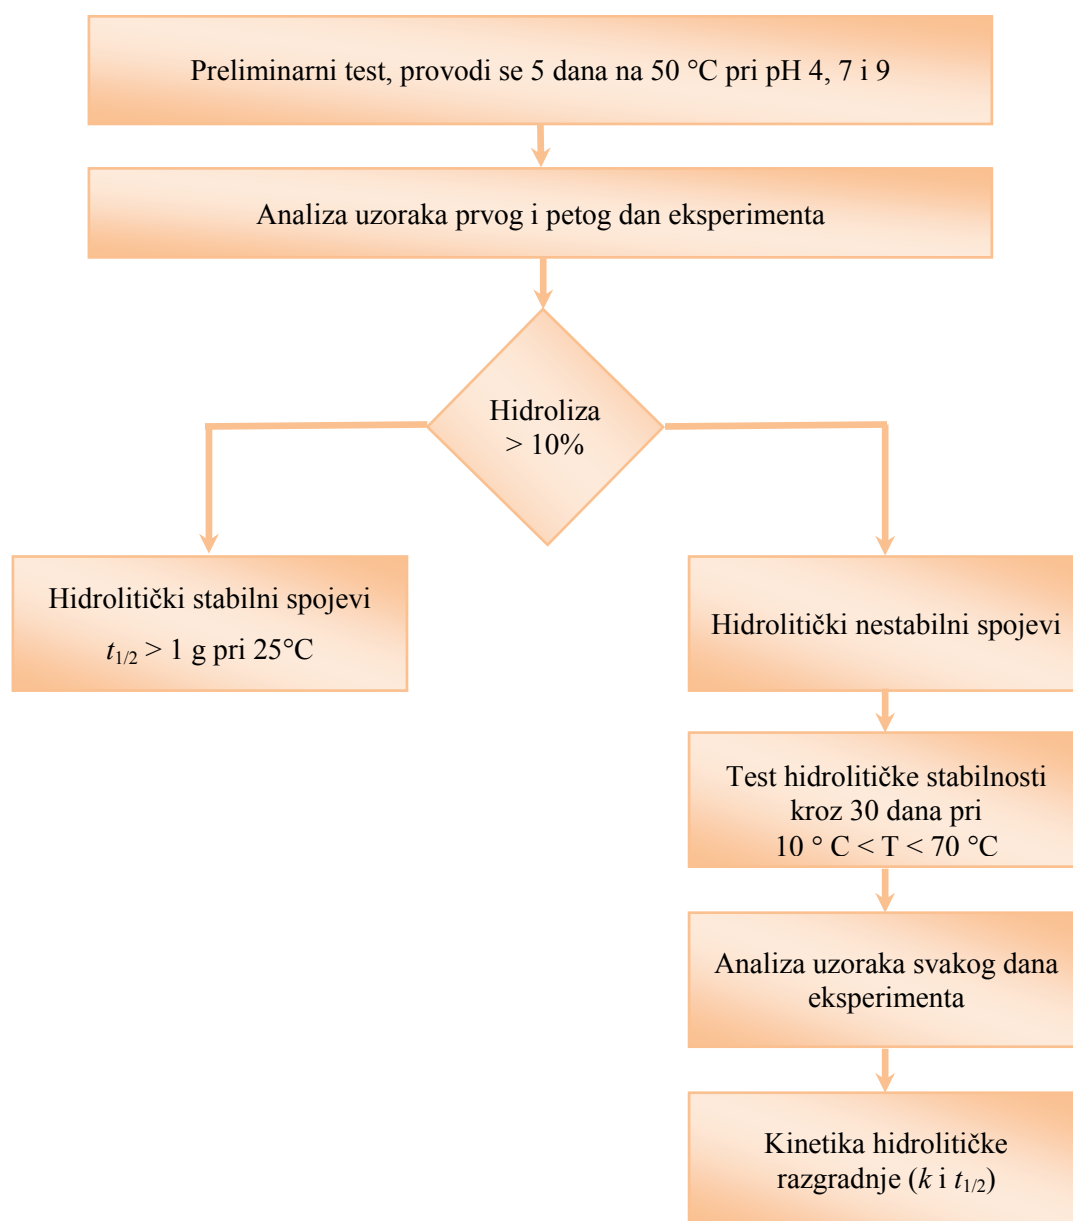 Preliminarni test, provodi se 5 dana na 50 °C pri pH 4, 7 i 9
Analiza uzoraka prvog i petog dan eksperimenta
Hidroliza
> 10%
Hidrolitički stabilni spojevi
t1/2 > 1 g pri 25°C
Hidrolitički nestabilni spojevi
Test hidrolitičke stabilnosti
kroz 30 dana pri
10 ° C < T < 70 °C
Analiza uzoraka svakog dana
eksperimenta
Kinetika hidrolitičke
razgradnje (k i t1/2)